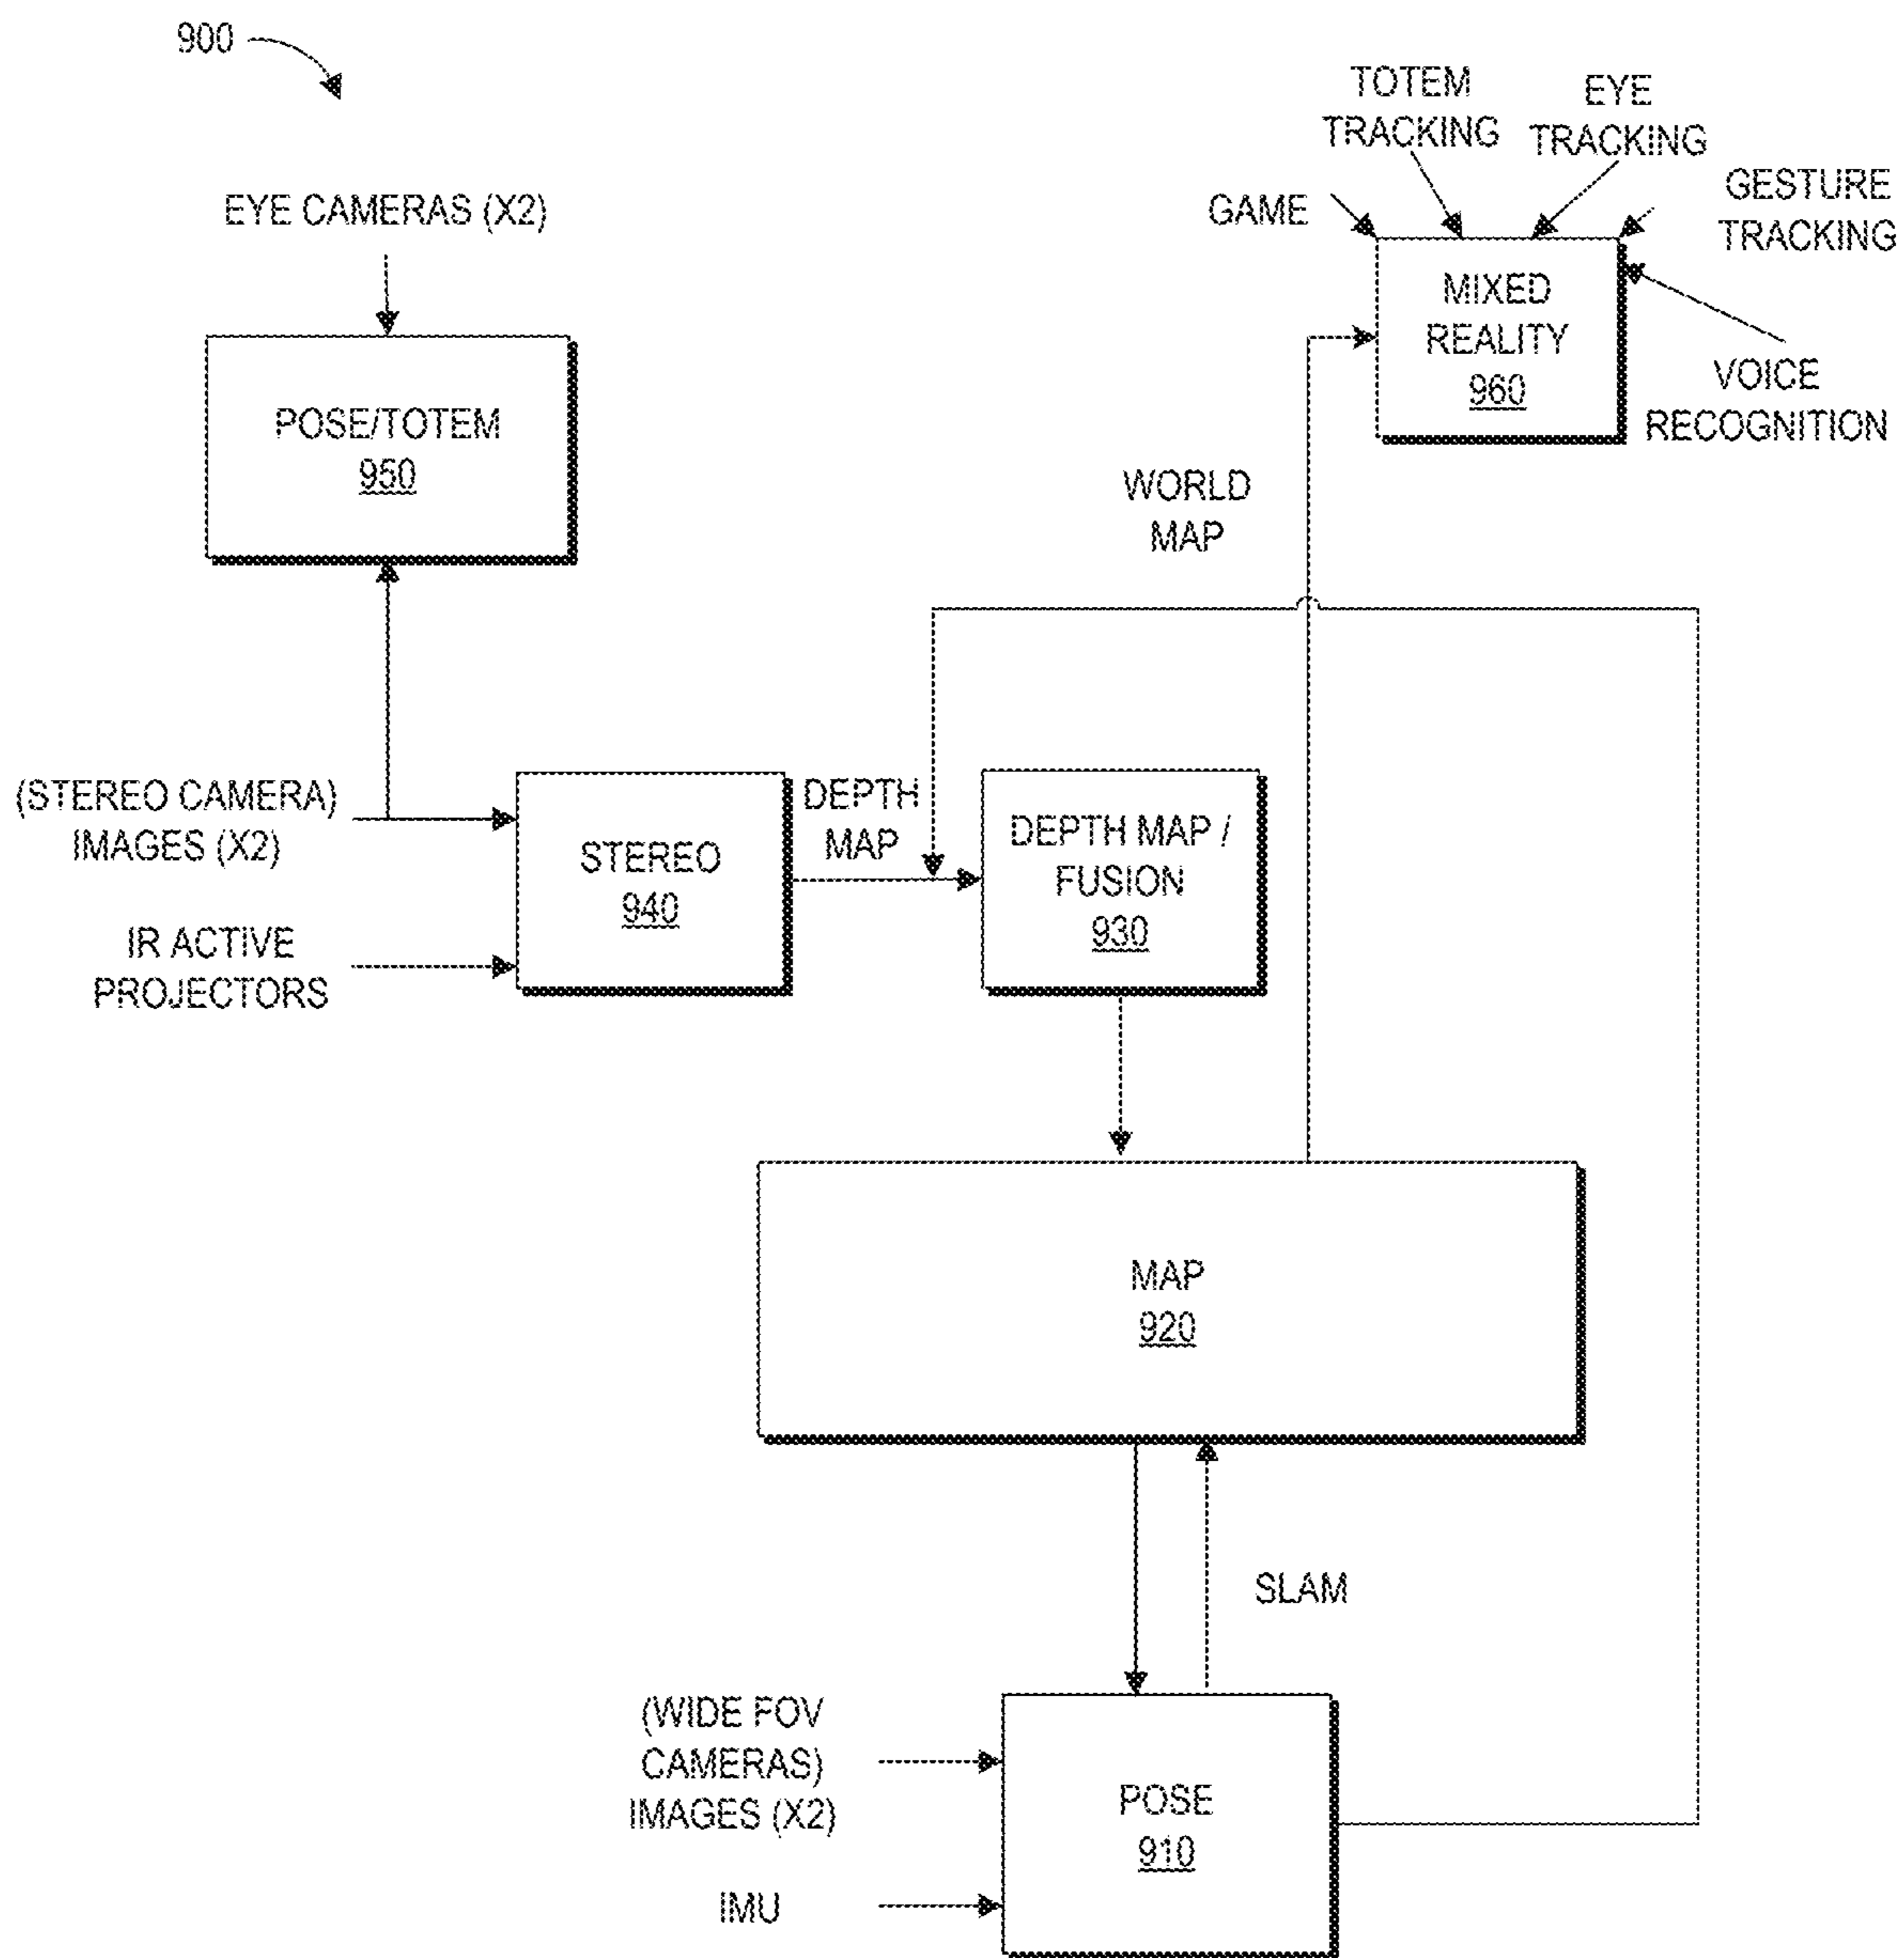 900
TOTEM
TRACKING
EYE
TRACKING
GAME
GESTURE
TRACKING
EYE CAMERAS (X2)
MIXED
REALITY
960
VOICE
RECOGNITION
POSE/TOTEM
950
WORLD
MAP
(STEREO CAMERA)
IMAGES (X2)
IR ACTIVE
PROJECTORS
STEREO
940
DEPTH
MAP
DEPTH MAP /
FUSION
930
MAP
920
SLAM
(WIDE FOV
CAMERAS)
IMAGES (X2)
IMU
POSE
910